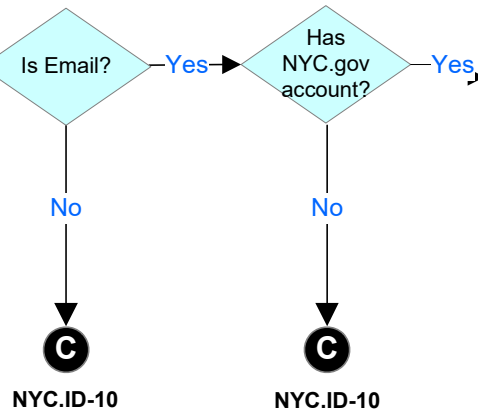 Is Email?
Yes
Has
NYC.gov
account?
Yes
No
No
C
C
NYC.ID-10
NYC.ID-10